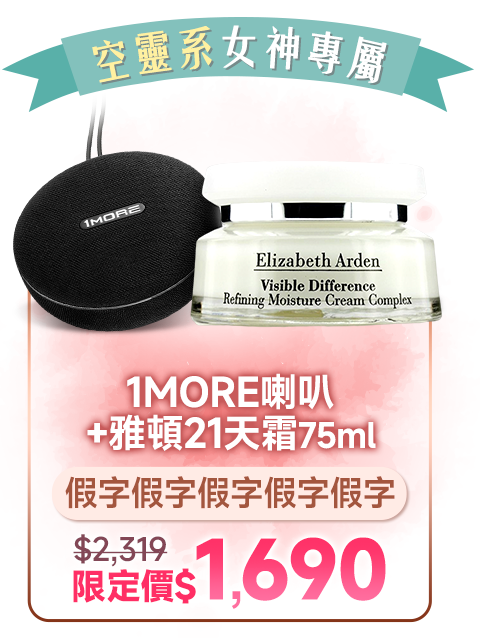 空靈系女神專屬
1MORE
Elizabeth Arden
Visible Difference
Refining Moisture Cream Complex
1MORE喇叭
+雅頓21天霜75ml
假字假字假字假字假字
$2,319
限定價$1,690